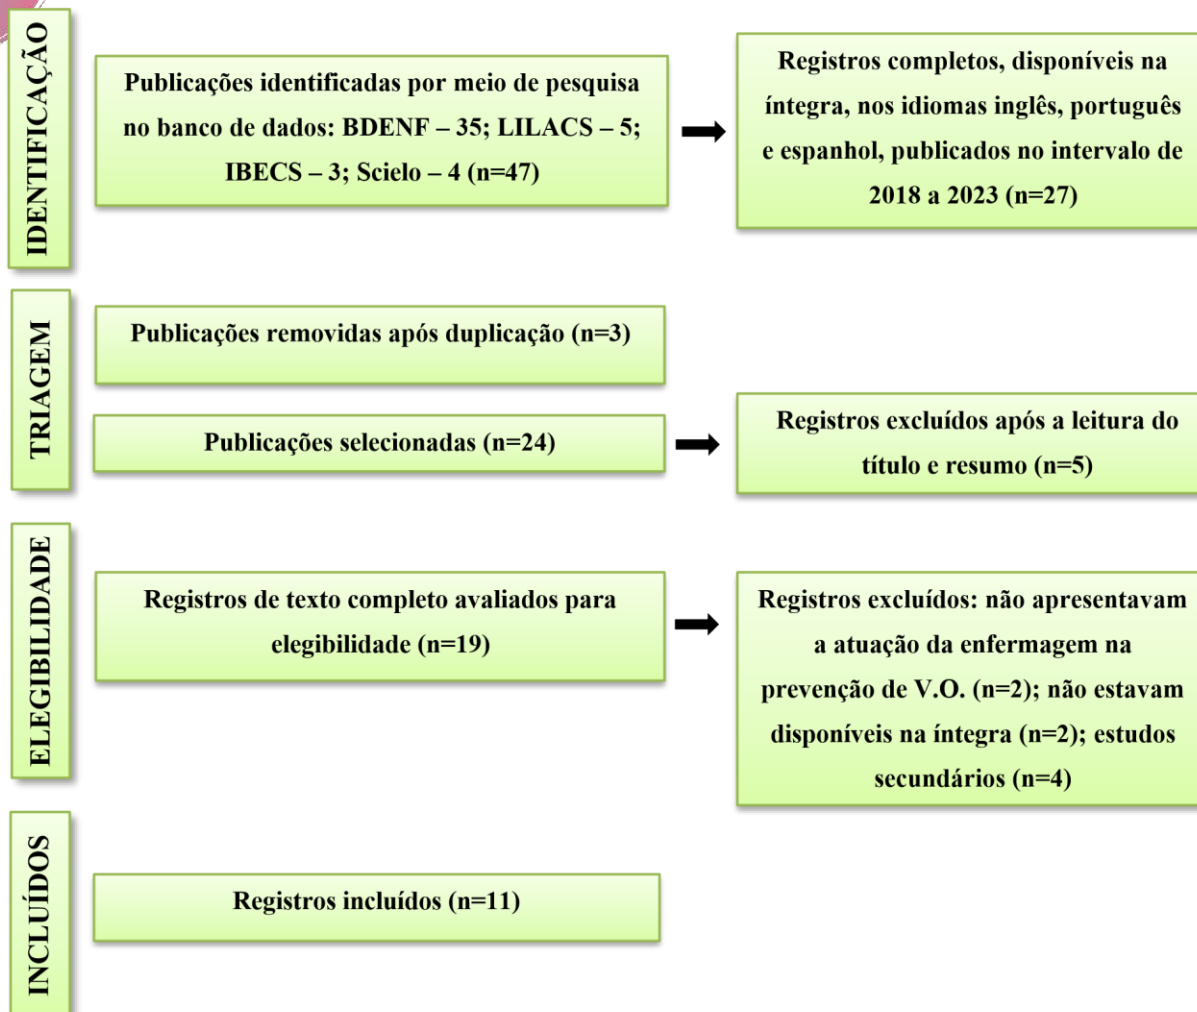 IDENTIFICAÇÃO
Publicações identificadas por meio de pesquisa
no banco de dados: BDENF – 35; LILACS – 5;
IBECS – 3; Scielo – 4 (n=47)
Registros completos, disponíveis na
íntegra, nos idiomas inglês, português
e espanhol, publicados no intervalo de
2018 a 2023 (n=27)
TRIAGEM
Publicações removidas após duplicação (n=3)
Publicações selecionadas (n=24)
Registros excluídos após a leitura do
título e resumo (n=5)
ELEGIBILIDADE
Registros de texto completo avaliados para
elegibilidade (n=19)
Registros excluídos: não apresentavam
a atuação da enfermagem na
prevenção de V.O. (n=2); não estavam
disponíveis na íntegra (n=2); estudos
secundários (n=4)
INCLUÍDOS
Registros incluídos (n=11)